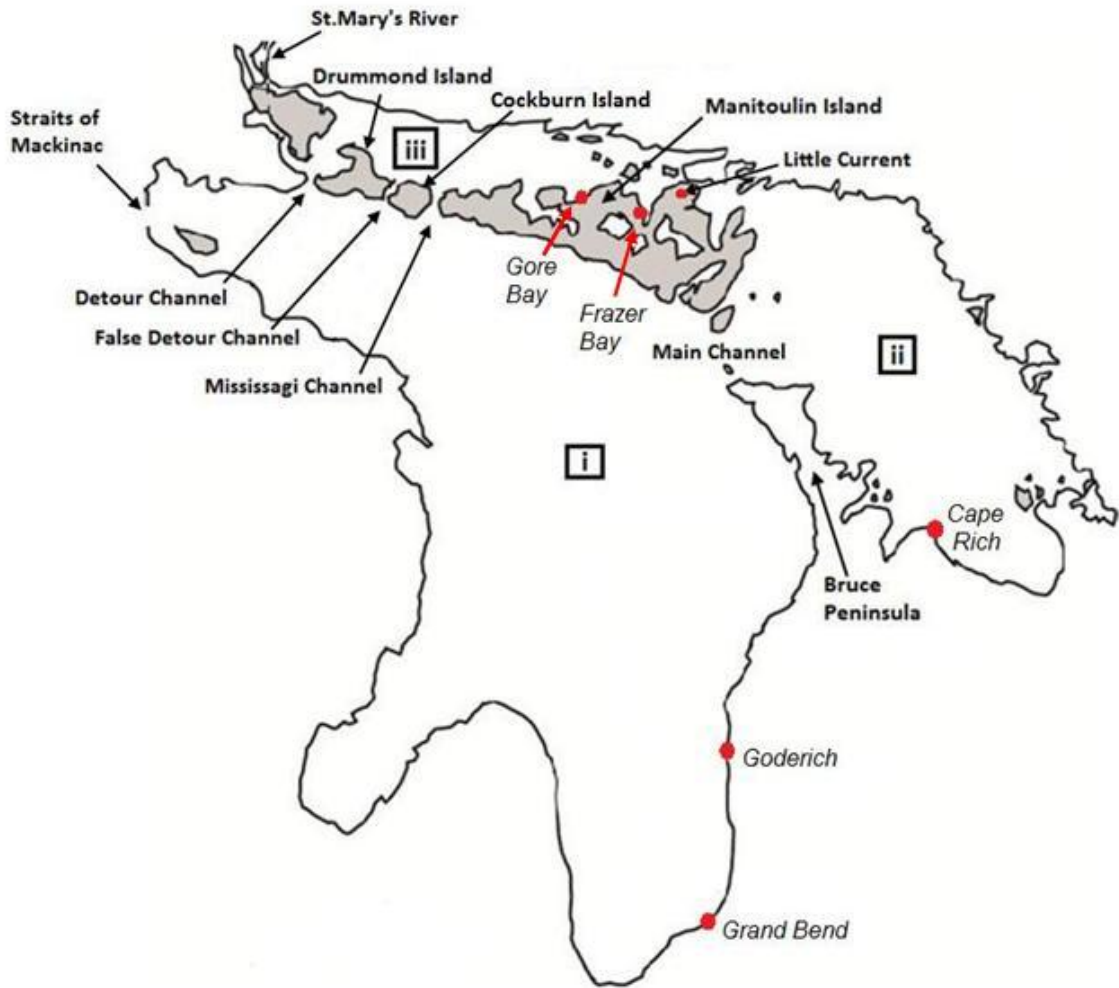 St.Mary's River
Drummond Island
Cockburn Island
Manitoulin Island
Straits of
Mackinac
iii
Little Current
Gore
Bay
Detour Channel
Frazer
Bay
False Detour Channel
Main Channel
ii
Mississagi Channel
i
Cape
Rich
Bruce
Peninsula
Goderich
Grand Bend